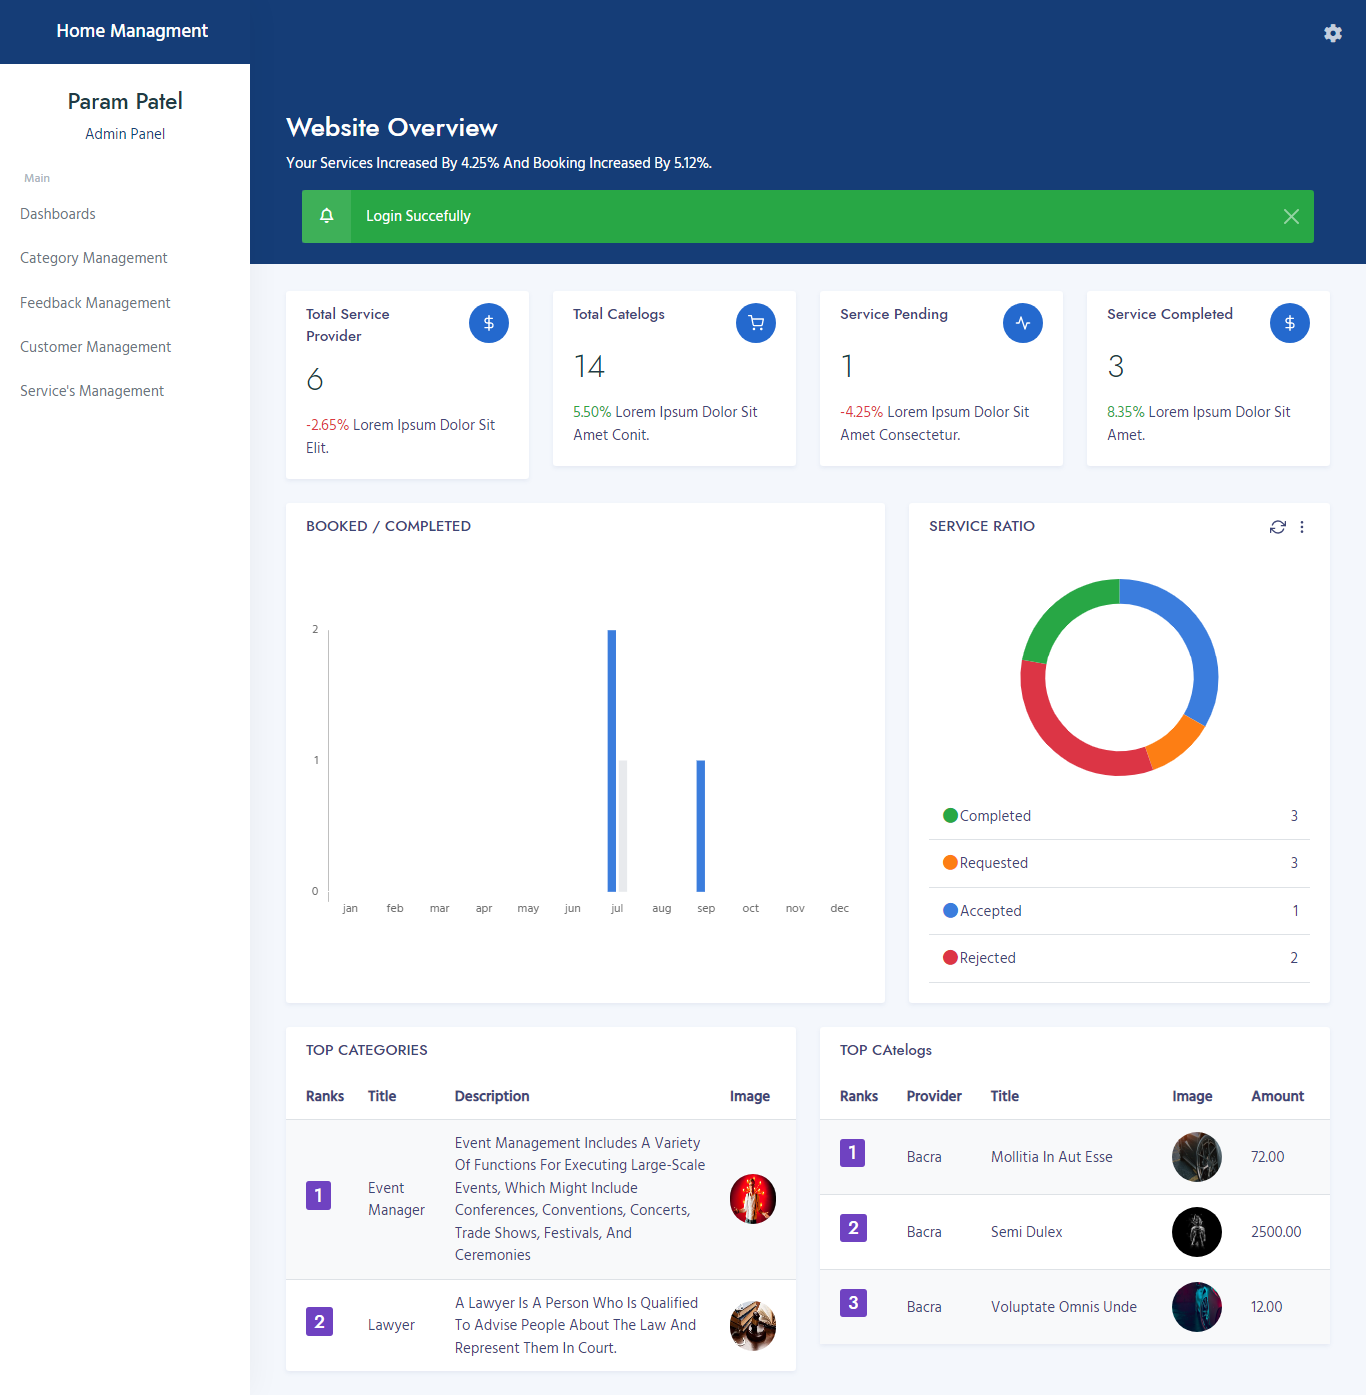 Home Managment
Param Patel
Admin Panel
Main
Dashboards
Category Management
Feedback Management
Customer Management
Service's Management
Website Overview
Your Services Increased By 4.25% And Booking Increased By 5.12%.
Login Succefully
Total Service
Provider
6
-2.65% Lorem Ipsum Dolor Sit
Elit.
Total Catelogs
14
5.50% Lorem Ipsum Dolor Sit
Amet Conit.
Service Pending
1
-4.25% Lorem Ipsum Dolor Sit
Amet Consectetur.
Service Completed
3
8.35% Lorem Ipsum Dolor Sit
Amet.
BOOKED / COMPLETED
2
1
0
jan feb mar apr may jun jul aug sep oct nov dec
SERVICE RATIO
Completed 3
Requested 3
Accepted 1
Rejected 2
TOP CATEGORIES
Ranks Title Description Image
1
Event
Manager
Event Management Includes A Variety
Of Functions For Executing Large-Scale
Events, Which Might Include
Conferences, Conventions, Concerts,
Trade Shows, Festivals, And
Ceremonies
2
Lawyer
A Lawyer Is A Person Who Is Qualified
To Advise People About The Law And
Represent Them In Court.
TOP CAtelogs
Ranks Provider Title Image Amount
1 Bacra Mollitia In Aut Esse 72.00
2 Bacra Semi Dulex 2500.00
3 Bacra Voluptate Omnis Unde 12.00